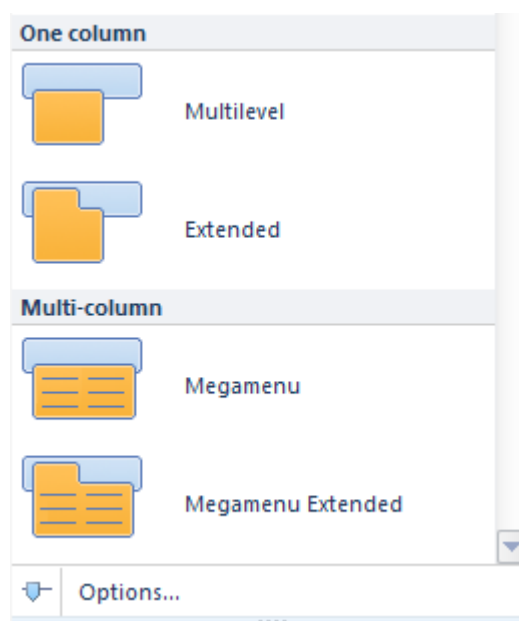 One column
Multilevel
Extended
Multi-column
Megamenu
Megamenu Extended
Options...